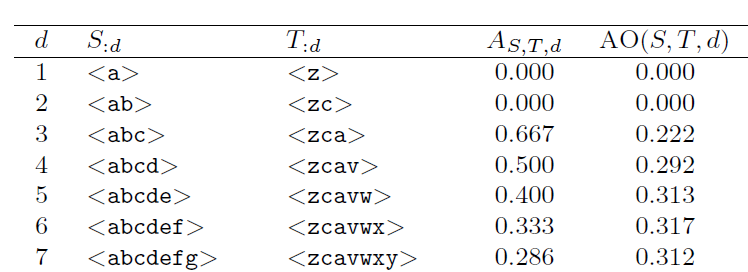 d S:d T:d A_{S,T,d} AO(S, T, d)
1 <a> <z> 0.000 0.000
2 <ab> <zc> 0.000 0.000
3 <abc> <zca> 0.667 0.222
4 <abcd> <zcav> 0.500 0.292
5 <abcde> <zcavw> 0.400 0.313
6 <abcdef> <zcavwx> 0.333 0.317
7 <abcdefg> <zcavwxy> 0.286 0.312